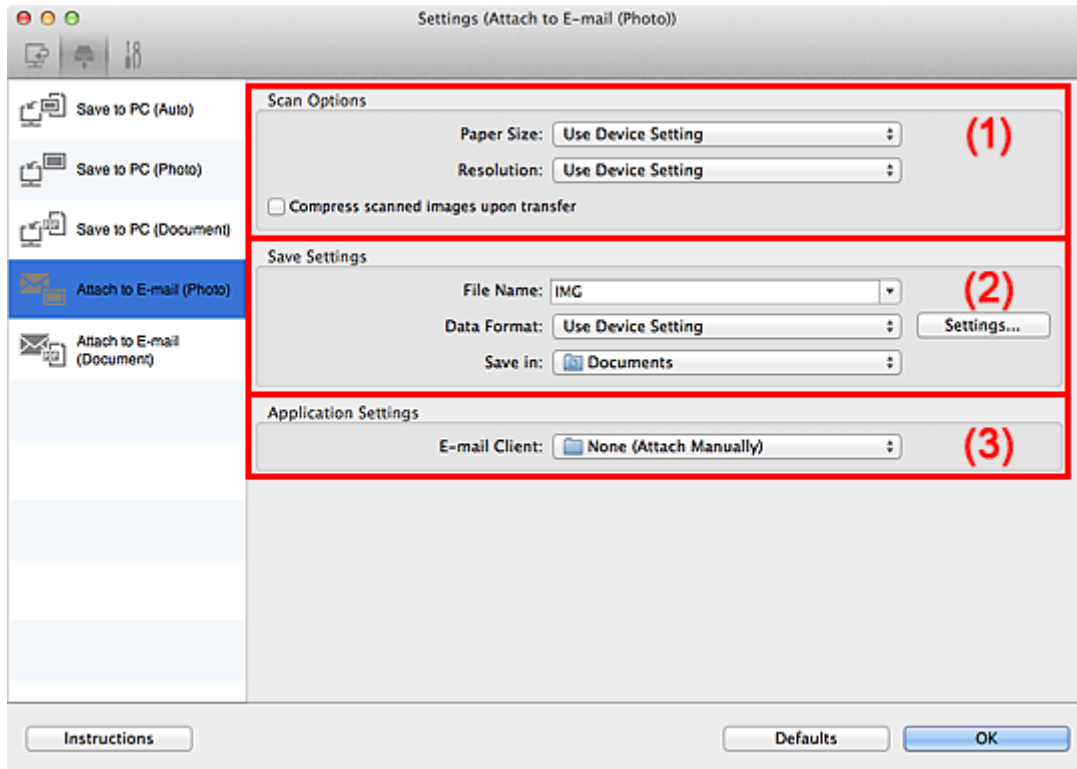 Settings (Attach to E-mail (Photo))
Save to PC (Auto)
Save to PC (Photo)
Save to PC (Document)
Attach to E-mail (Photo)
Attach to E-mail
(Document)
Scan Options
(1)
Paper Size: Use Device Setting
Resolution: Use Device Setting
Compress scanned images upon transfer
Save Settings
(2)
File Name: IMG
Data Format: Use Device Setting Settings...
Save in: Documents
Application Settings
(3)
E-mail Client: None (Attach Manually)
Instructions Defaults OK